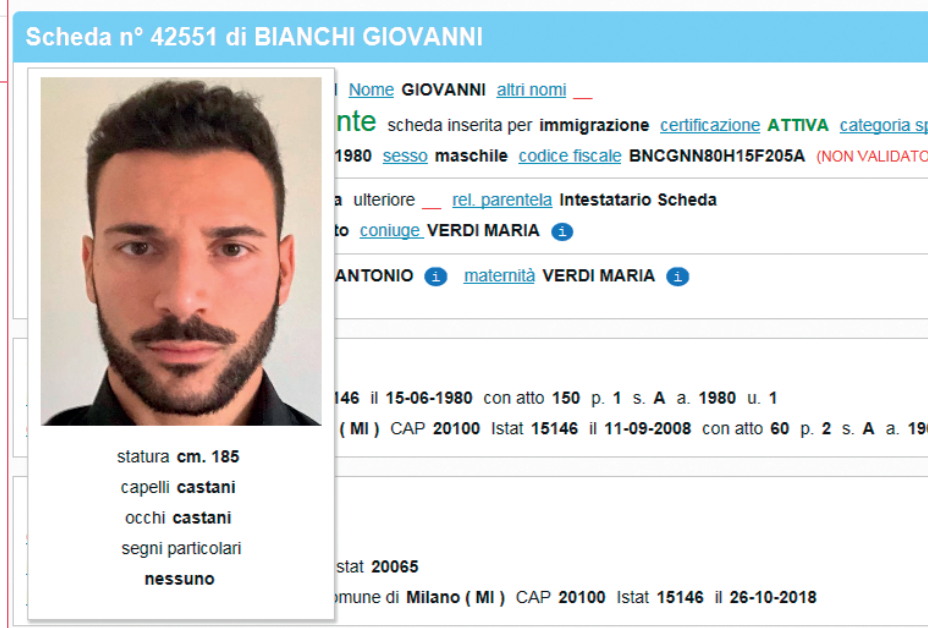 Scheda n° 42551 di BIANCHI GIOVANNI
Nome GIOVANNI altri nomi __
nte scheda inserita per immigrazione certificazione ATTIVA categoria sp
1980 sesso maschile codice fiscale BNCGNN80H15F205A (NON VALIDATO
a ulteriore __ rel. parentela Intestatario Scheda
to coniuge VERDI MARIA i
ANTONIO i maternità VERDI MARIA i
146 il 15-06-1980 con atto 150 p. 1 s. A a. 1980 u. 1
( MI ) CAP 20100 Istat 15146 il 11-09-2008 con atto 60 p. 2 s. A a. 19
statura cm. 185
capelli castani
occhi castani
segni particolari
nessuno
stat 20065
omune di Milano ( MI ) CAP 20100 Istat 15146 il 26-10-2018